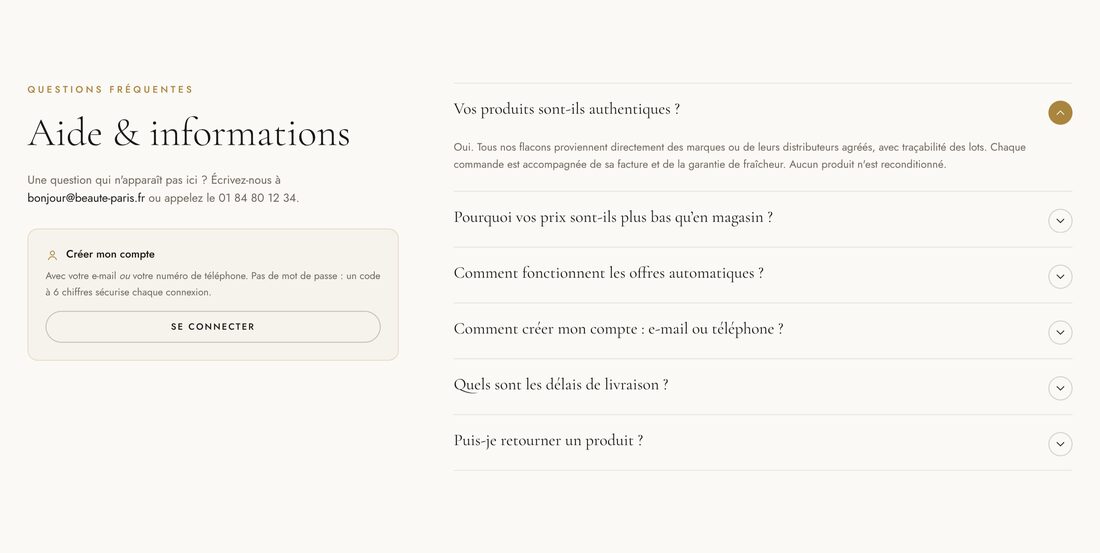 QUESTIONS FRÉQUENTES
Aide & informations
Une question qui n'apparaît pas ici ? Écrivez-nous à
bonjour@beaute-paris.fr ou appelez le 01 84 80 12 34.
Créer mon compte
Avec votre e-mail ou votre numéro de téléphone. Pas de mot de passe : un code
à 6 chiffres sécurise chaque connexion.
SE CONNECTER
Vos produits sont-ils authentiques ?
Oui. Tous nos flacons proviennent directement des marques ou de leurs distributeurs agréés, avec traçabilité des lots. Chaque
commande est accompagnée de sa facture et de la garantie de fraîcheur. Aucun produit n'est reconditionné.
Pourquoi vos prix sont-ils plus bas qu’en magasin ?
Comment fonctionnent les offres automatiques ?
Comment créer mon compte : e-mail ou téléphone ?
Quels sont les délais de livraison ?
Puis-je retourner un produit ?